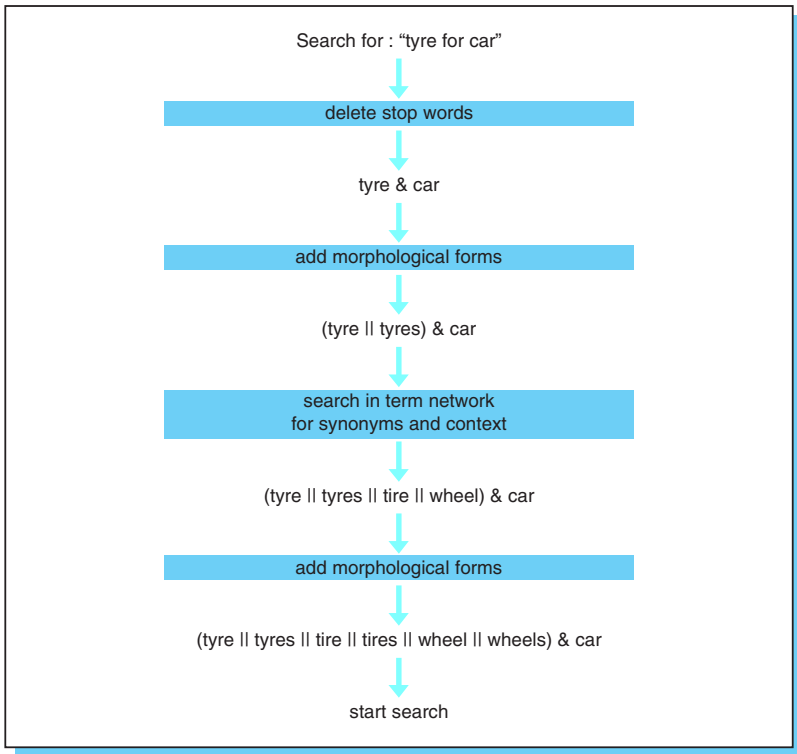 Search for : “tyre for car”
delete stop words
tyre & car
add morphological forms
(tyre || tyres) & car
search in term network
for synonyms and context
(tyre || tyres || tire || wheel) & car
add morphological forms
(tyre || tyres || tire || tires || wheel || wheels) & car
start search